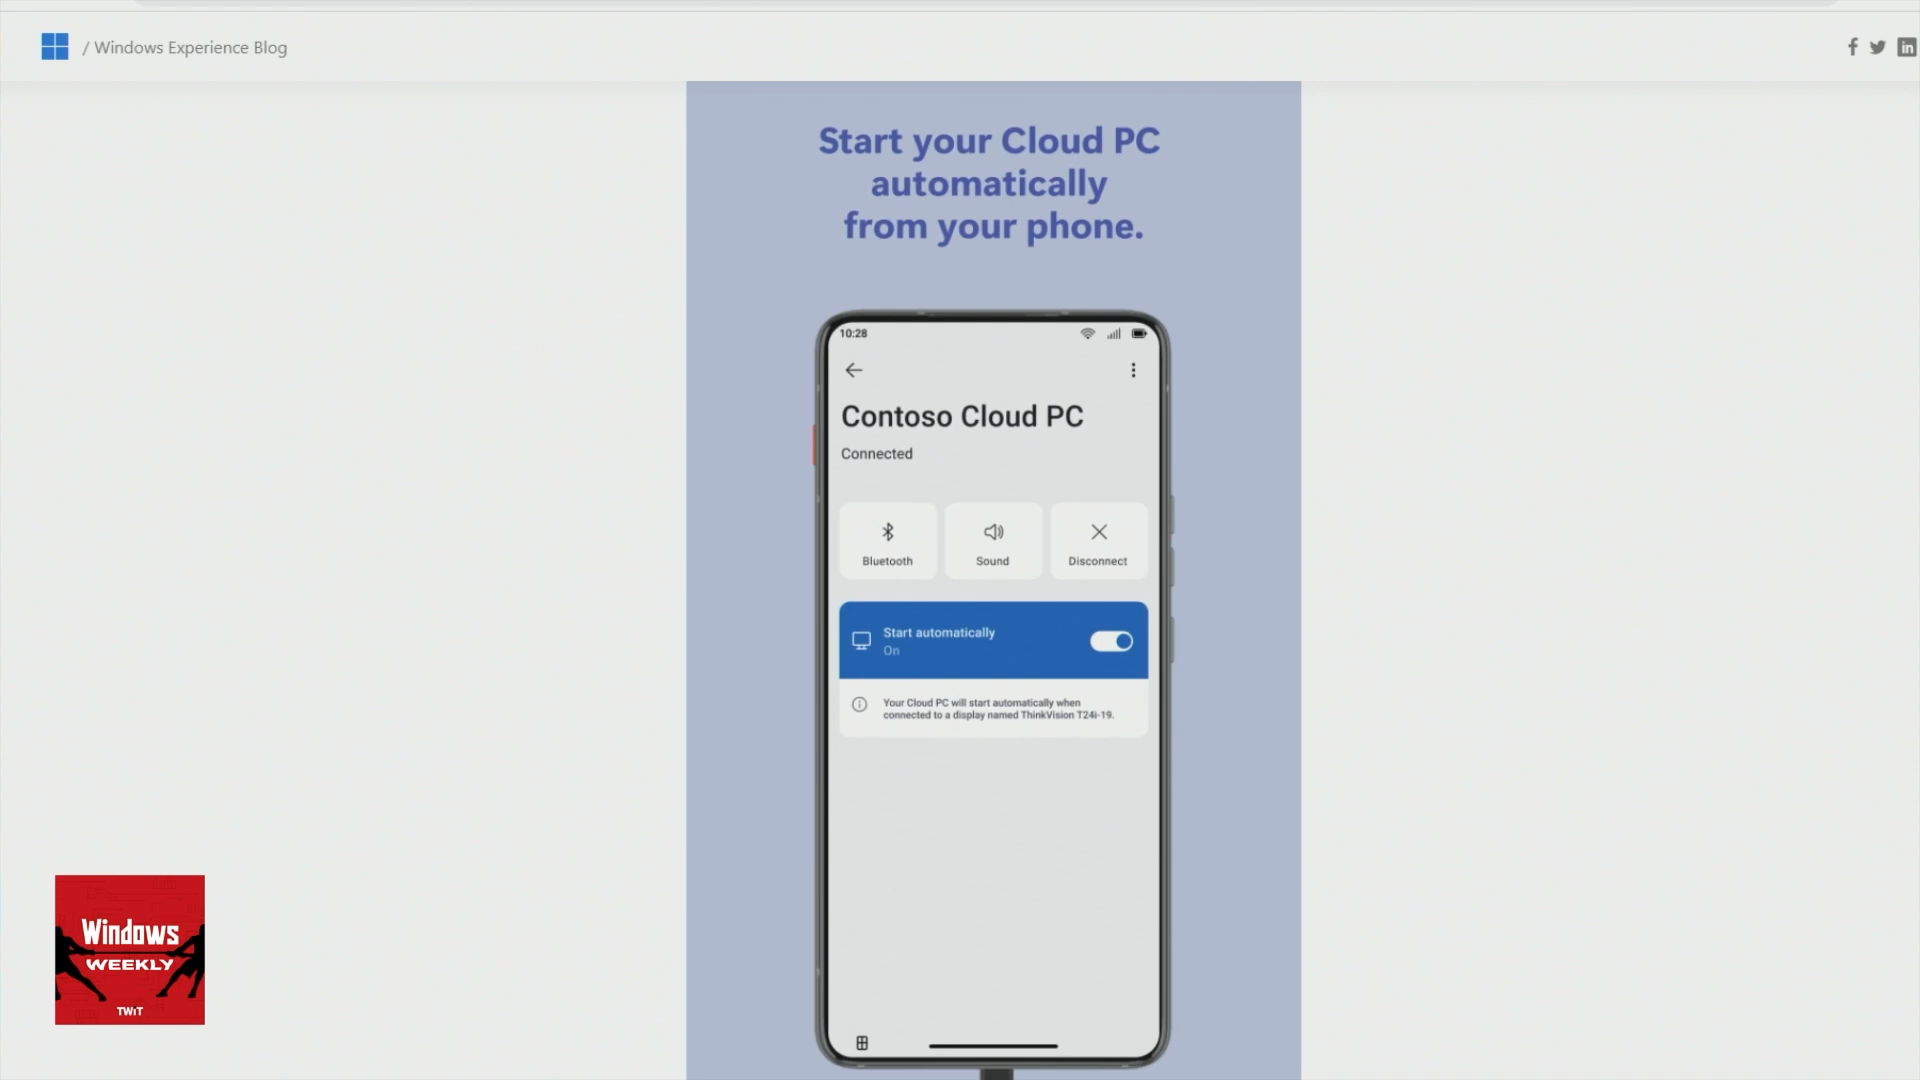 / Windows Experience Blog
Start your Cloud PC
automatically
from your phone.
10:28
Contoso Cloud PC
Connected
Bluetooth
Sound
Disconnect
Start automatically
On
Your Cloud PC will start automatically when
connected to a display named ThinkVision T24i-19.
Windows
WEEKLY
TWiT